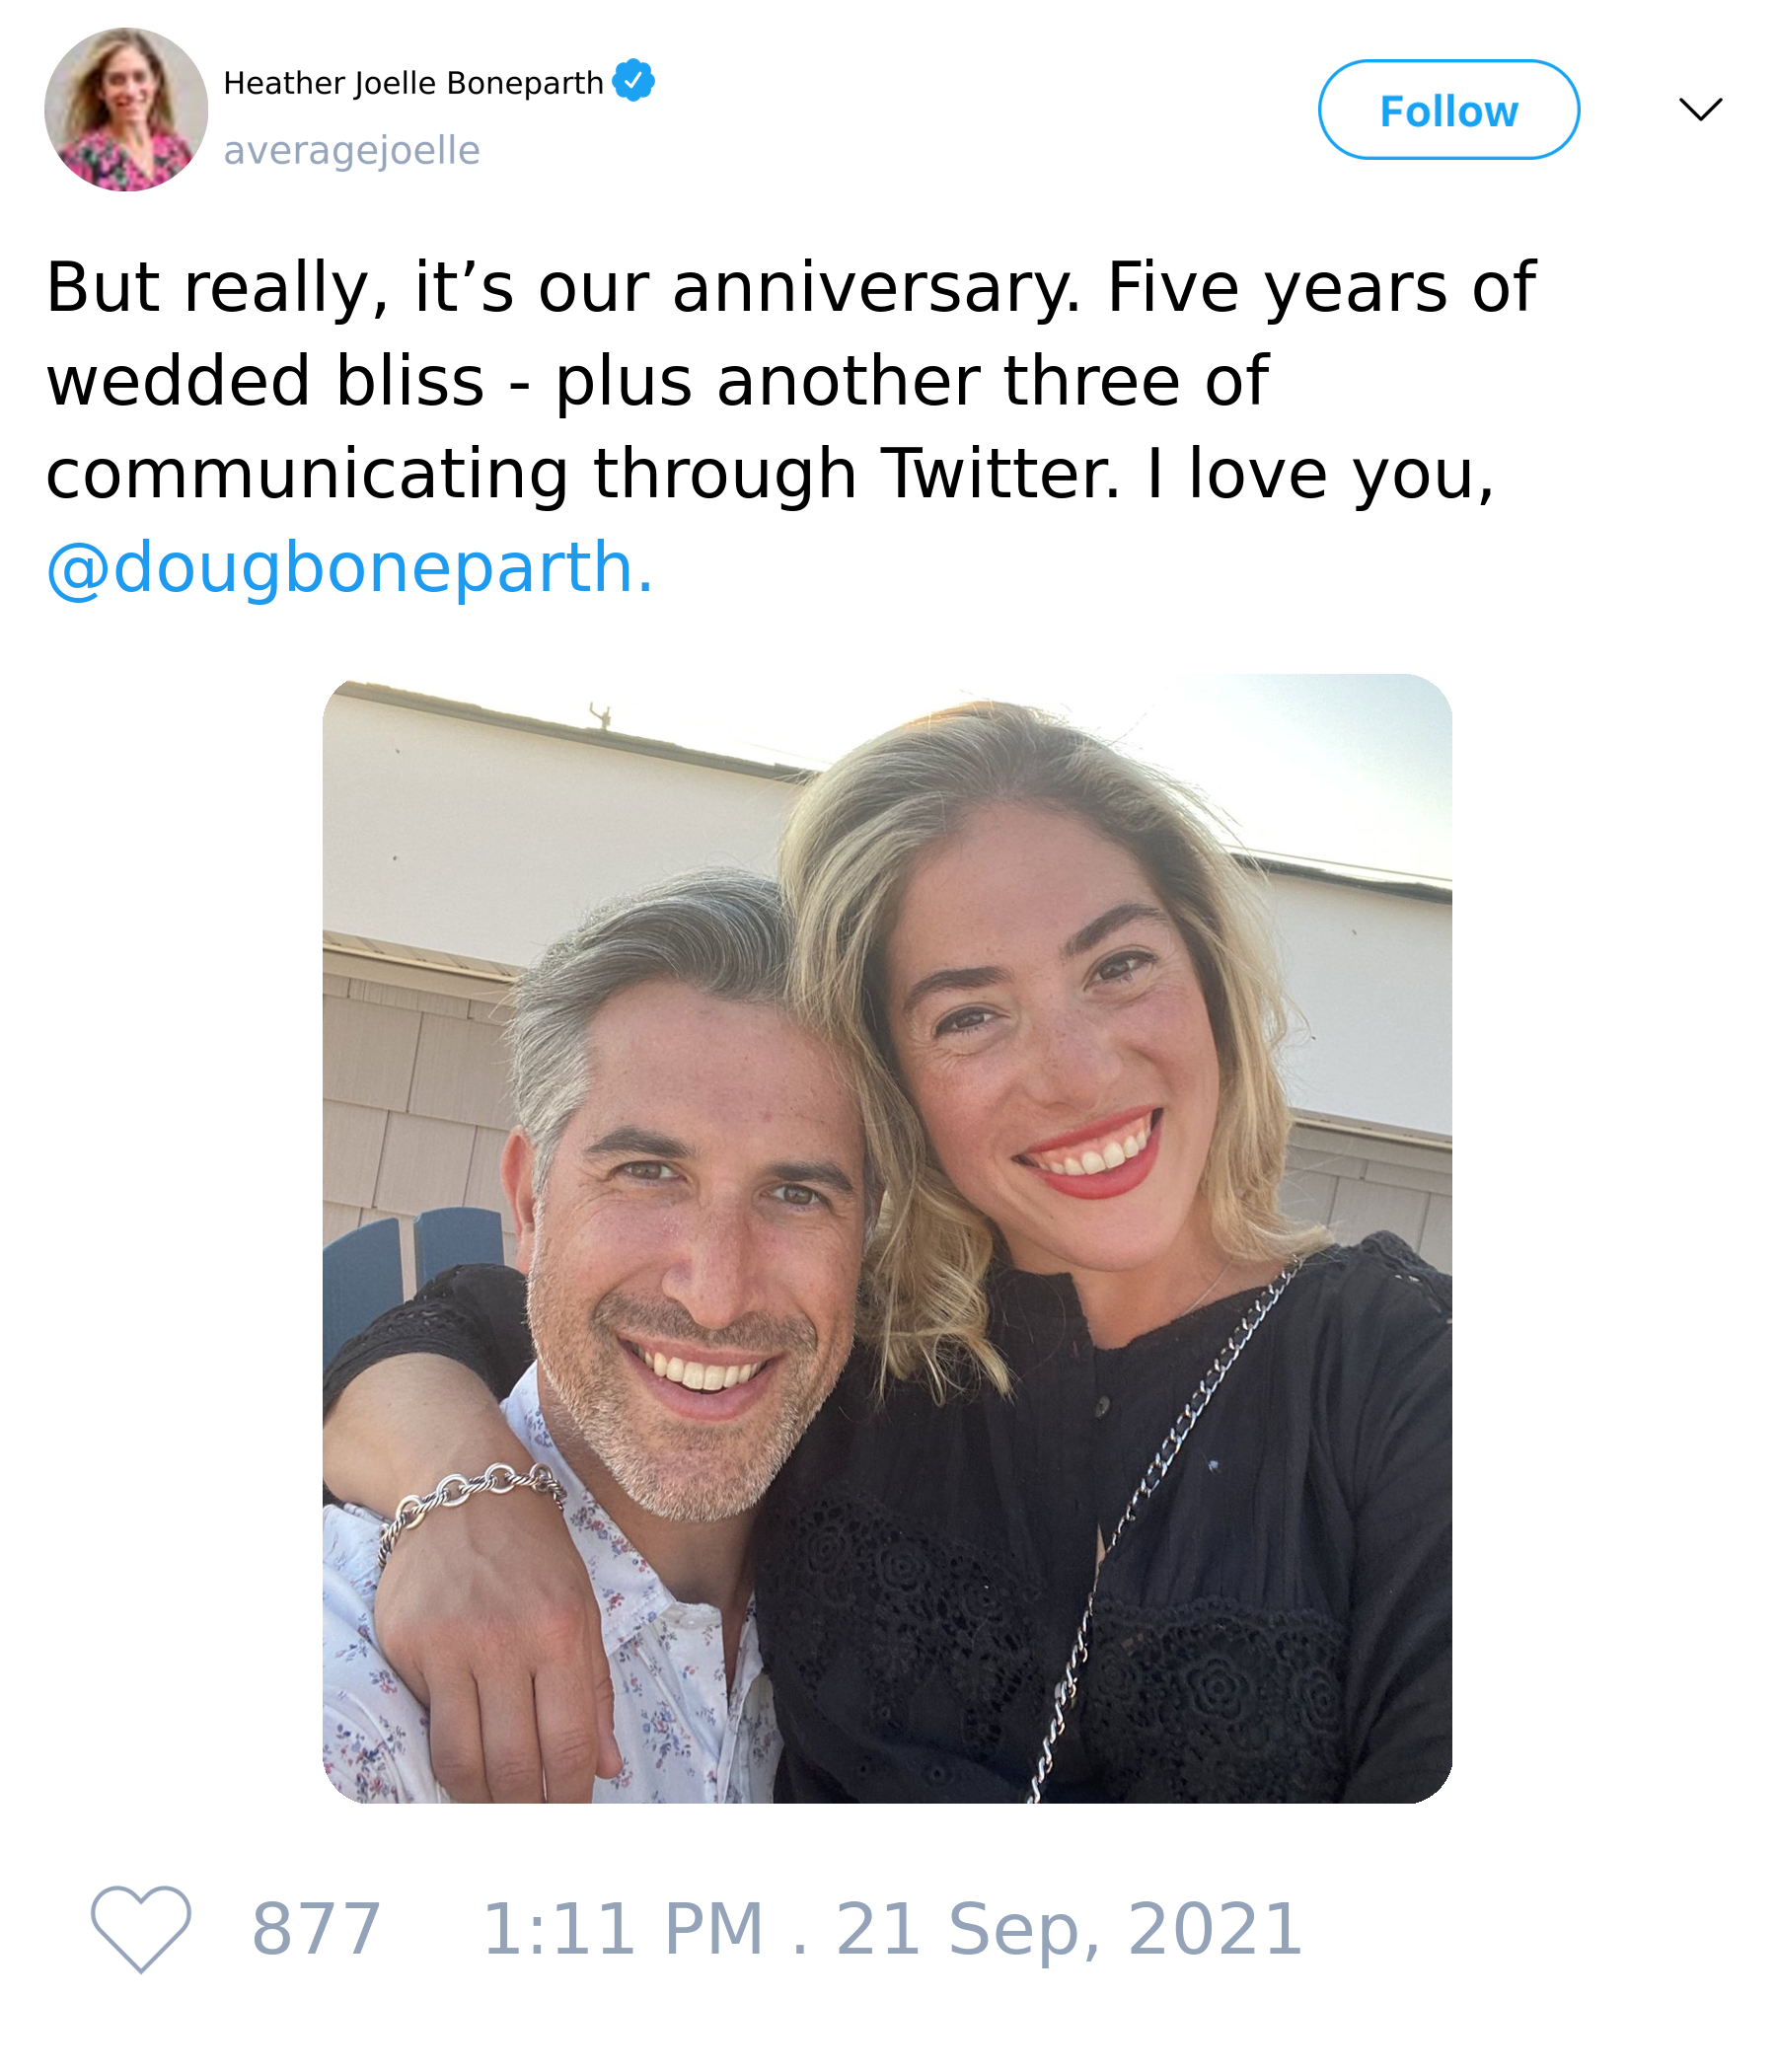 Heather Joelle Boneparth
averagejoelle
Follow
But really, it’s our anniversary. Five years of
wedded bliss - plus another three of
communicating through Twitter. I love you,
@dougboneparth.
877 1:11 PM . 21 Sep, 2021